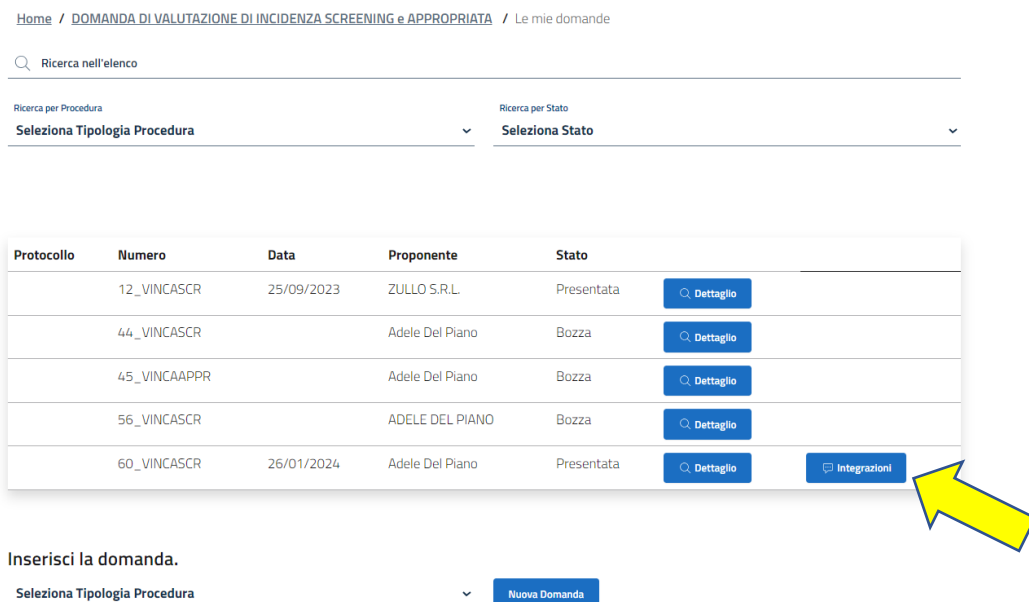 Home / DOMANDA DI VALUTAZIONE DI INCIDENZA SCREENING e APPROPRIATA / Le mie domande
Ricerca nell'elenco
Ricerca per Procedura Ricerca per Stato
Seleziona Tipologia Procedura Seleziona Stato
Protocollo Numero Data Proponente Stato
12_VINCASCR 25/09/2023 ZULLO S.R.L. Presentata Dettaglio
44_VINCASCR Adele Del Piano Bozza Dettaglio
45_VINCAAPPR Adele Del Piano Bozza Dettaglio
56_VINCASCR ADELE DEL PIANO Bozza Dettaglio
60_VINCASCR 26/01/2024 Adele Del Piano Presentata Dettaglio Integrazioni
Inserisci la domanda.
Seleziona Tipologia Procedura Nuova Domanda